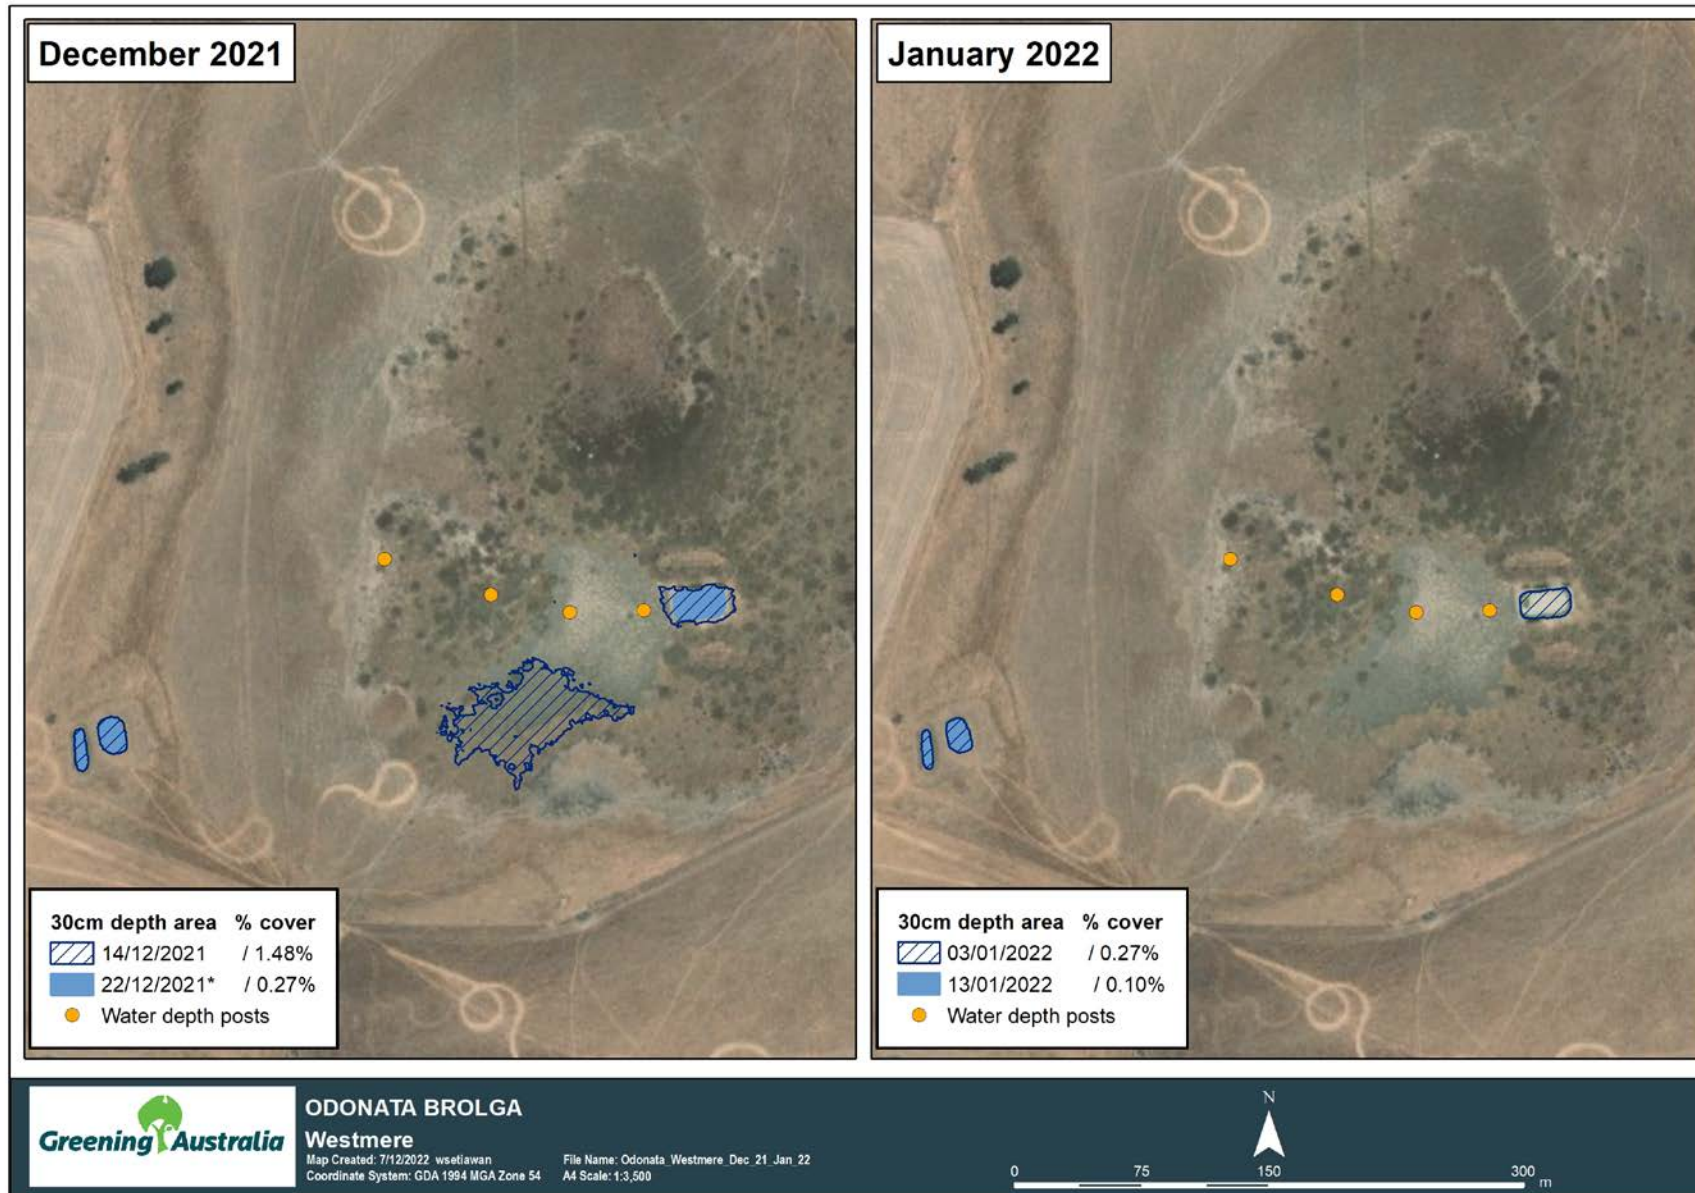 December 2021
30cm depth area % cover
14/12/2021 / 1.48%
22/12/2021* / 0.27%
Water depth posts
January 2022
30cm depth area % cover
03/01/2022 / 0.27%
13/01/2022 / 0.10%
Water depth posts
Greening Australia
ODONATA BROLGA
Westmere
Map Created: 7/12/2022 wsetiawan File Name: Odonata_Westmere_Dec_21_Jan_22
Coordinate System: GDA 1994 MGA Zone 54 A4 Scale: 1:3,500
N
0 75 150 300
m